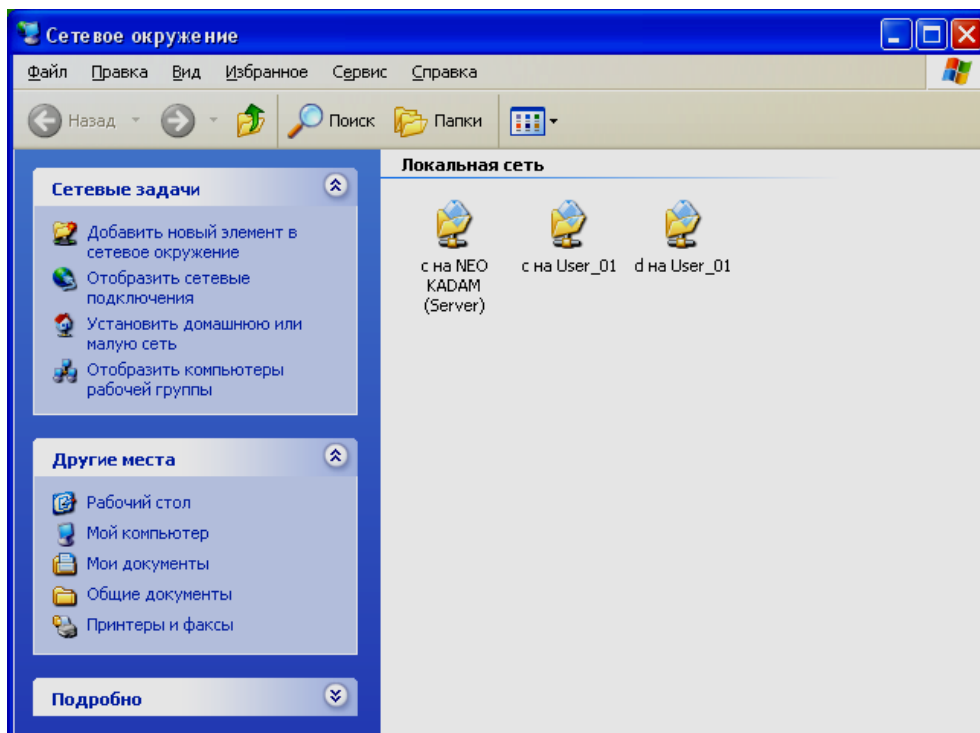 Сетевое окружение
Файл Правка Вид Избранное Сервис Справка
Назад Поиск Папки
Сетевые задачи
Добавить новый элемент в
сетевое окружение
Отобразить сетевые
подключения
Установить домашнюю или
малую сеть
Отобразить компьютеры
рабочей группы
Другие места
Рабочий стол
Мой компьютер
Мои документы
Общие документы
Принтеры и факсы
Подробно
Локальная сеть
с на NEO
KADAM
(Server)
с на User_01
d на User_01